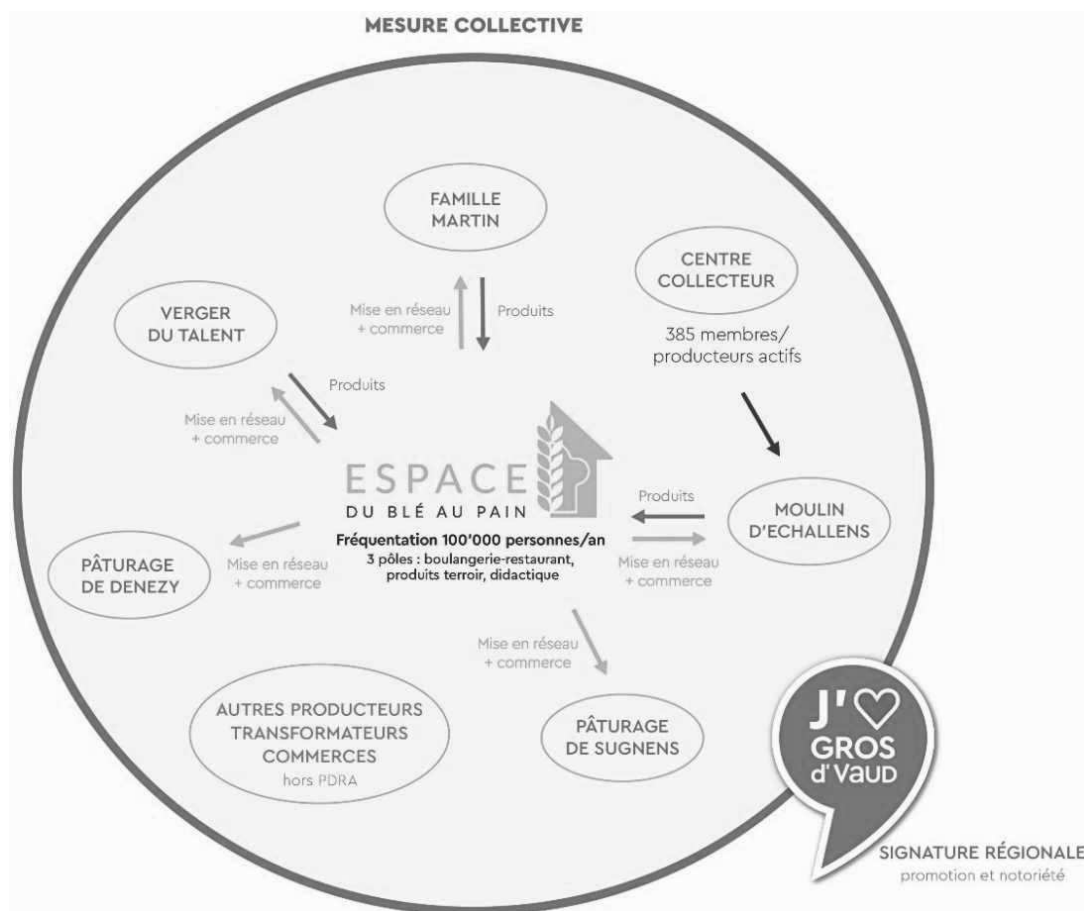 MESURE COLLECTIVE
FAMILLE
MARTIN
CENTRE
COLLECTEUR
385 membres/
producteurs actifs
VERGER
DU TALENT
Mise en réseau
+ commerce
Produits
Produits
Mise en réseau
+ commerce
ESPACE
DU BLÉ AU PAIN
Fréquentation 100'000 personnes/an
3 pôles : boulangerie-restaurant,
produits terroir, didactique
Produits
Mise en réseau
+ commerce
MOULIN
D'ECHALLENS
PÂTURAGE
DE DENEZY
Mise en réseau
+ commerce
Mise en réseau
+ commerce
AUTRES PRODUCTEURS
TRANSFORMATEURS
COMMERCES
hors PDRA
PÂTURAGE
DE SUGNENS
J'♡
GROS
d'VauD
SIGNATURE RÉGIONALE
promotion et notoriété